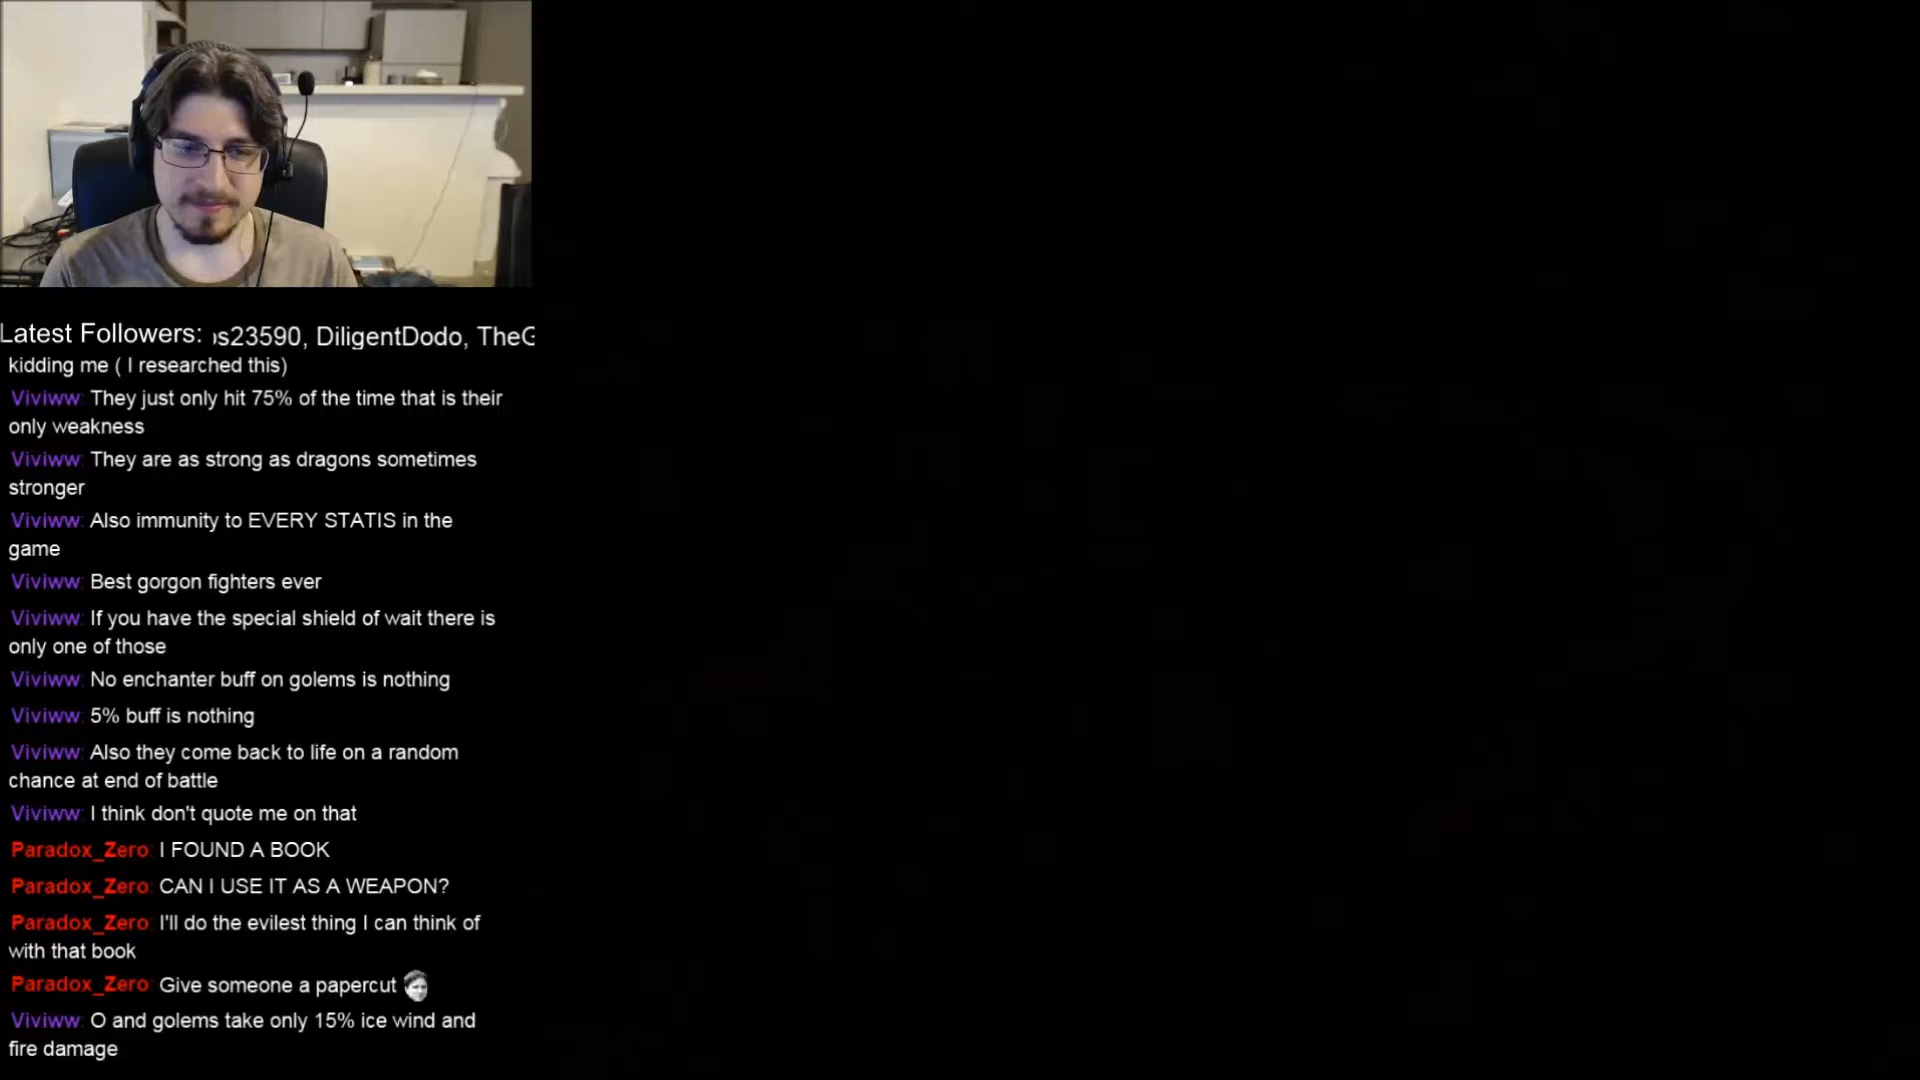 Latest Followers: s23590, DiligentDodo, TheG
kidding me ( I researched this)
Viviww: They just only hit 75% of the time that is their
only weakness
Viviww: They are as strong as dragons sometimes
stronger
Viviww: Also immunity to EVERY STATIS in the
game
Viviww: Best gorgon fighters ever
Viviww: If you have the special shield of wait there is
only one of those
Viviww: No enchanter buff on golems is nothing
Viviww: 5% buff is nothing
Viviww: Also they come back to life on a random
chance at end of battle
Viviww: I think don't quote me on that
Paradox_Zero: I FOUND A BOOK
Paradox_Zero: CAN I USE IT AS A WEAPON?
Paradox_Zero: I'll do the evilest thing I can think of
with that book
Paradox_Zero: Give someone a papercut
Viviww: O and golems take only 15% ice wind and
fire damage